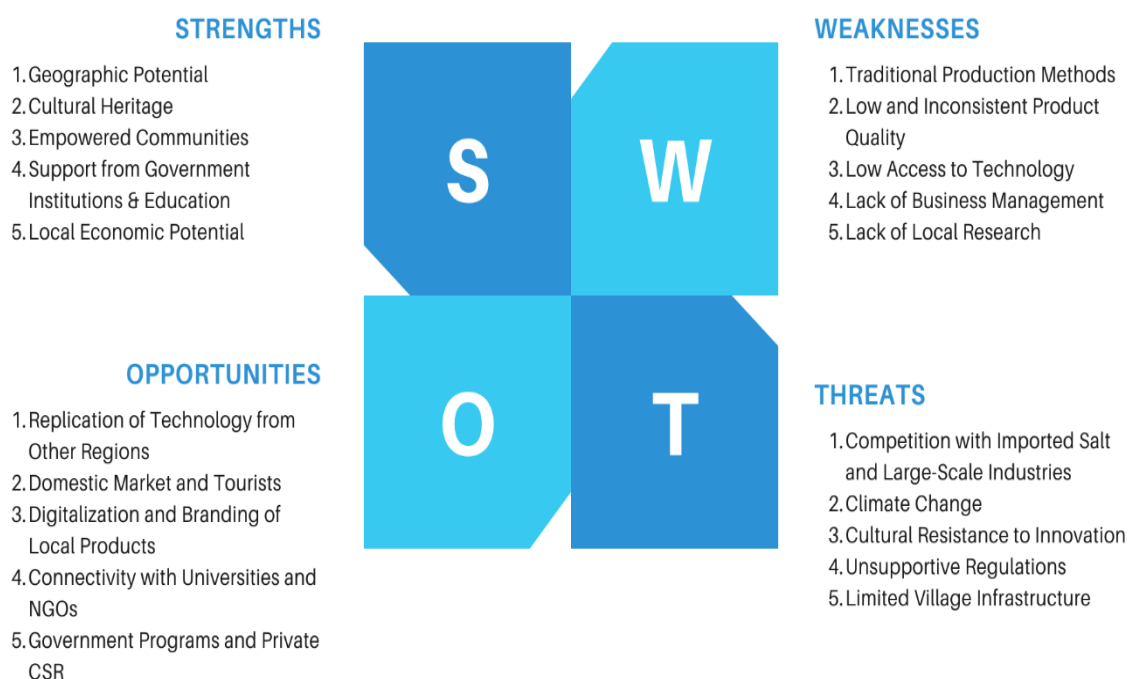 STRENGTHS
1. Geographic Potential
2. Cultural Heritage
3. Empowered Communities
4. Support from Government
Institutions & Education
5. Local Economic Potential
S
W
WEAKNESSES
1. Traditional Production Methods
2. Low and Inconsistent Product
Quality
3. Low Access to Technology
4. Lack of Business Management
5. Lack of Local Research
OPPORTUNITIES
1. Replication of Technology from
Other Regions
2. Domestic Market and Tourists
3. Digitalization and Branding of
Local Products
4. Connectivity with Universities and
NGOs
5. Government Programs and Private
CSR
O
T
THREATS
1. Competition with Imported Salt
and Large-Scale Industries
2. Climate Change
3. Cultural Resistance to Innovation
4. Unsupportive Regulations
5. Limited Village Infrastructure